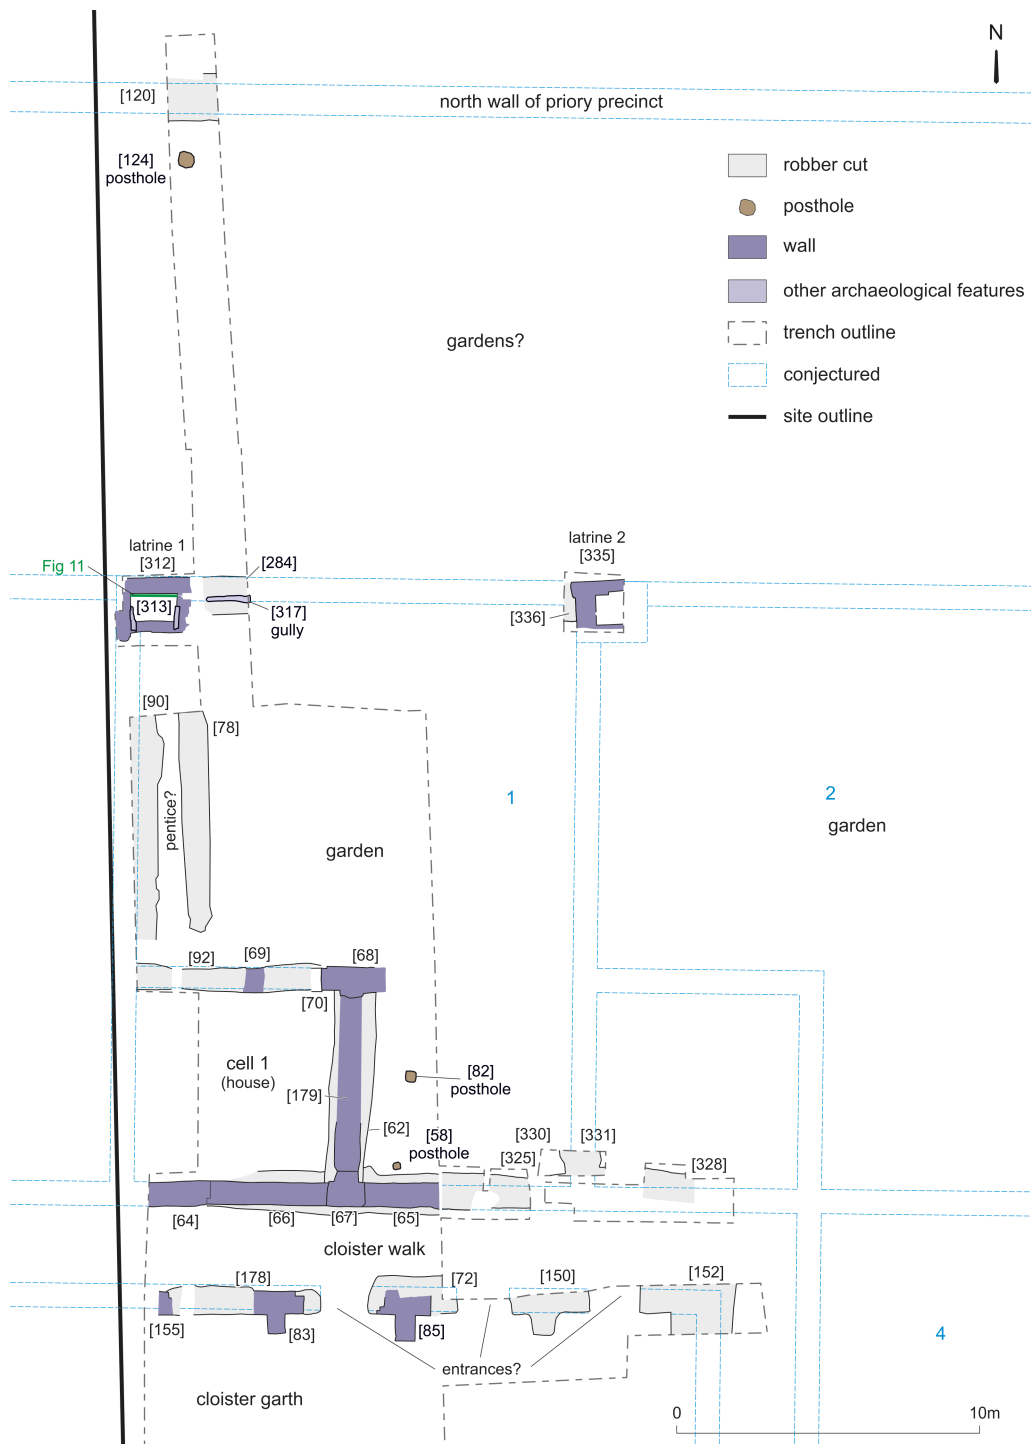 N
[120]
north wall of priory precinct
[124]
posthole
robber cut
posthole
wall
other archaeological features
trench outline
conjectured
site outline
gardens?
latrine 1
[312]
Fig 11
[313]
[284]
[317]
gully
latrine 2
[335]
[336]
[90]
[78]
pentice?
1
2
garden
garden
[92]
[69]
[68]
[70]
cell 1
(house)
[179]
[82]
posthole
[62]
[58]
posthole
[330]
[331]
[325]
[328]
[64]
[66]
[67]
[65]
cloister walk
[178]
[72]
[150]
[152]
[155]
[83]
[85]
4
entrances?
cloister garth
0
10m